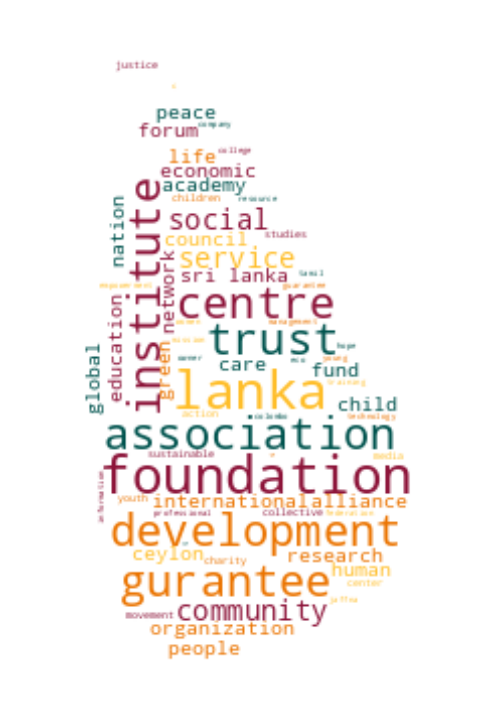 justice
peace
company
forum
college
life
economic
academy
children
resource
nation
institute
social
studies
council
service
network
sri lanka
tamil
empowerment
guarantee
centre
education
women
management
trust
hope
global
green
mission
career
care
eco
young
fund
lanka
training
child
action
colombo
technology
association
sustainable
media
foundation
information
youth
international
alliance
professional
collective
federation
development
ceylon
charity
research
human
center
gurantee
jaffna
community
movement
organization
people